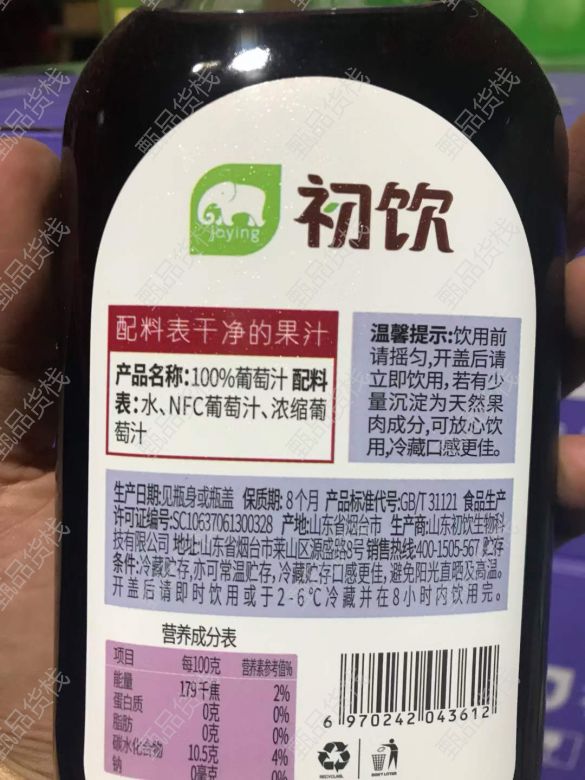 joying
初饮
配料表干净的果汁
产品名称:100%葡萄汁 配料
表:水、NFC葡萄汁、浓缩葡
萄汁
温馨提示:饮用前
请摇匀,开盖后请
立即饮用,若有少
量沉淀为天然果
肉成分,可放心饮
用,冷藏口感更佳。
生产日期:见瓶身或瓶盖 保质期:8个月 产品标准代号:GB/T 31121 食品生产
许可证编号:SC10637061300328 产地:山东省烟台市 生产商:山东初饮生物科
技有限公司 地址:山东省烟台市莱山区源盛路8号 销售热线:400-1505-567 贮存
条件:冷藏贮存,亦可常温贮存,冷藏贮存口感更佳,避免阳光直晒及高温。
开盖后请即时饮用或于2-6℃冷藏并在8小时内饮用完。
营养成分表
项目 每100克 营养素参考值%
能量 179千焦 2%
蛋白质 0克 0%
脂肪 0克 0%
碳水化合物 10.5克 4%
钠 0毫克 0%
6 970242 043612
甄品货栈